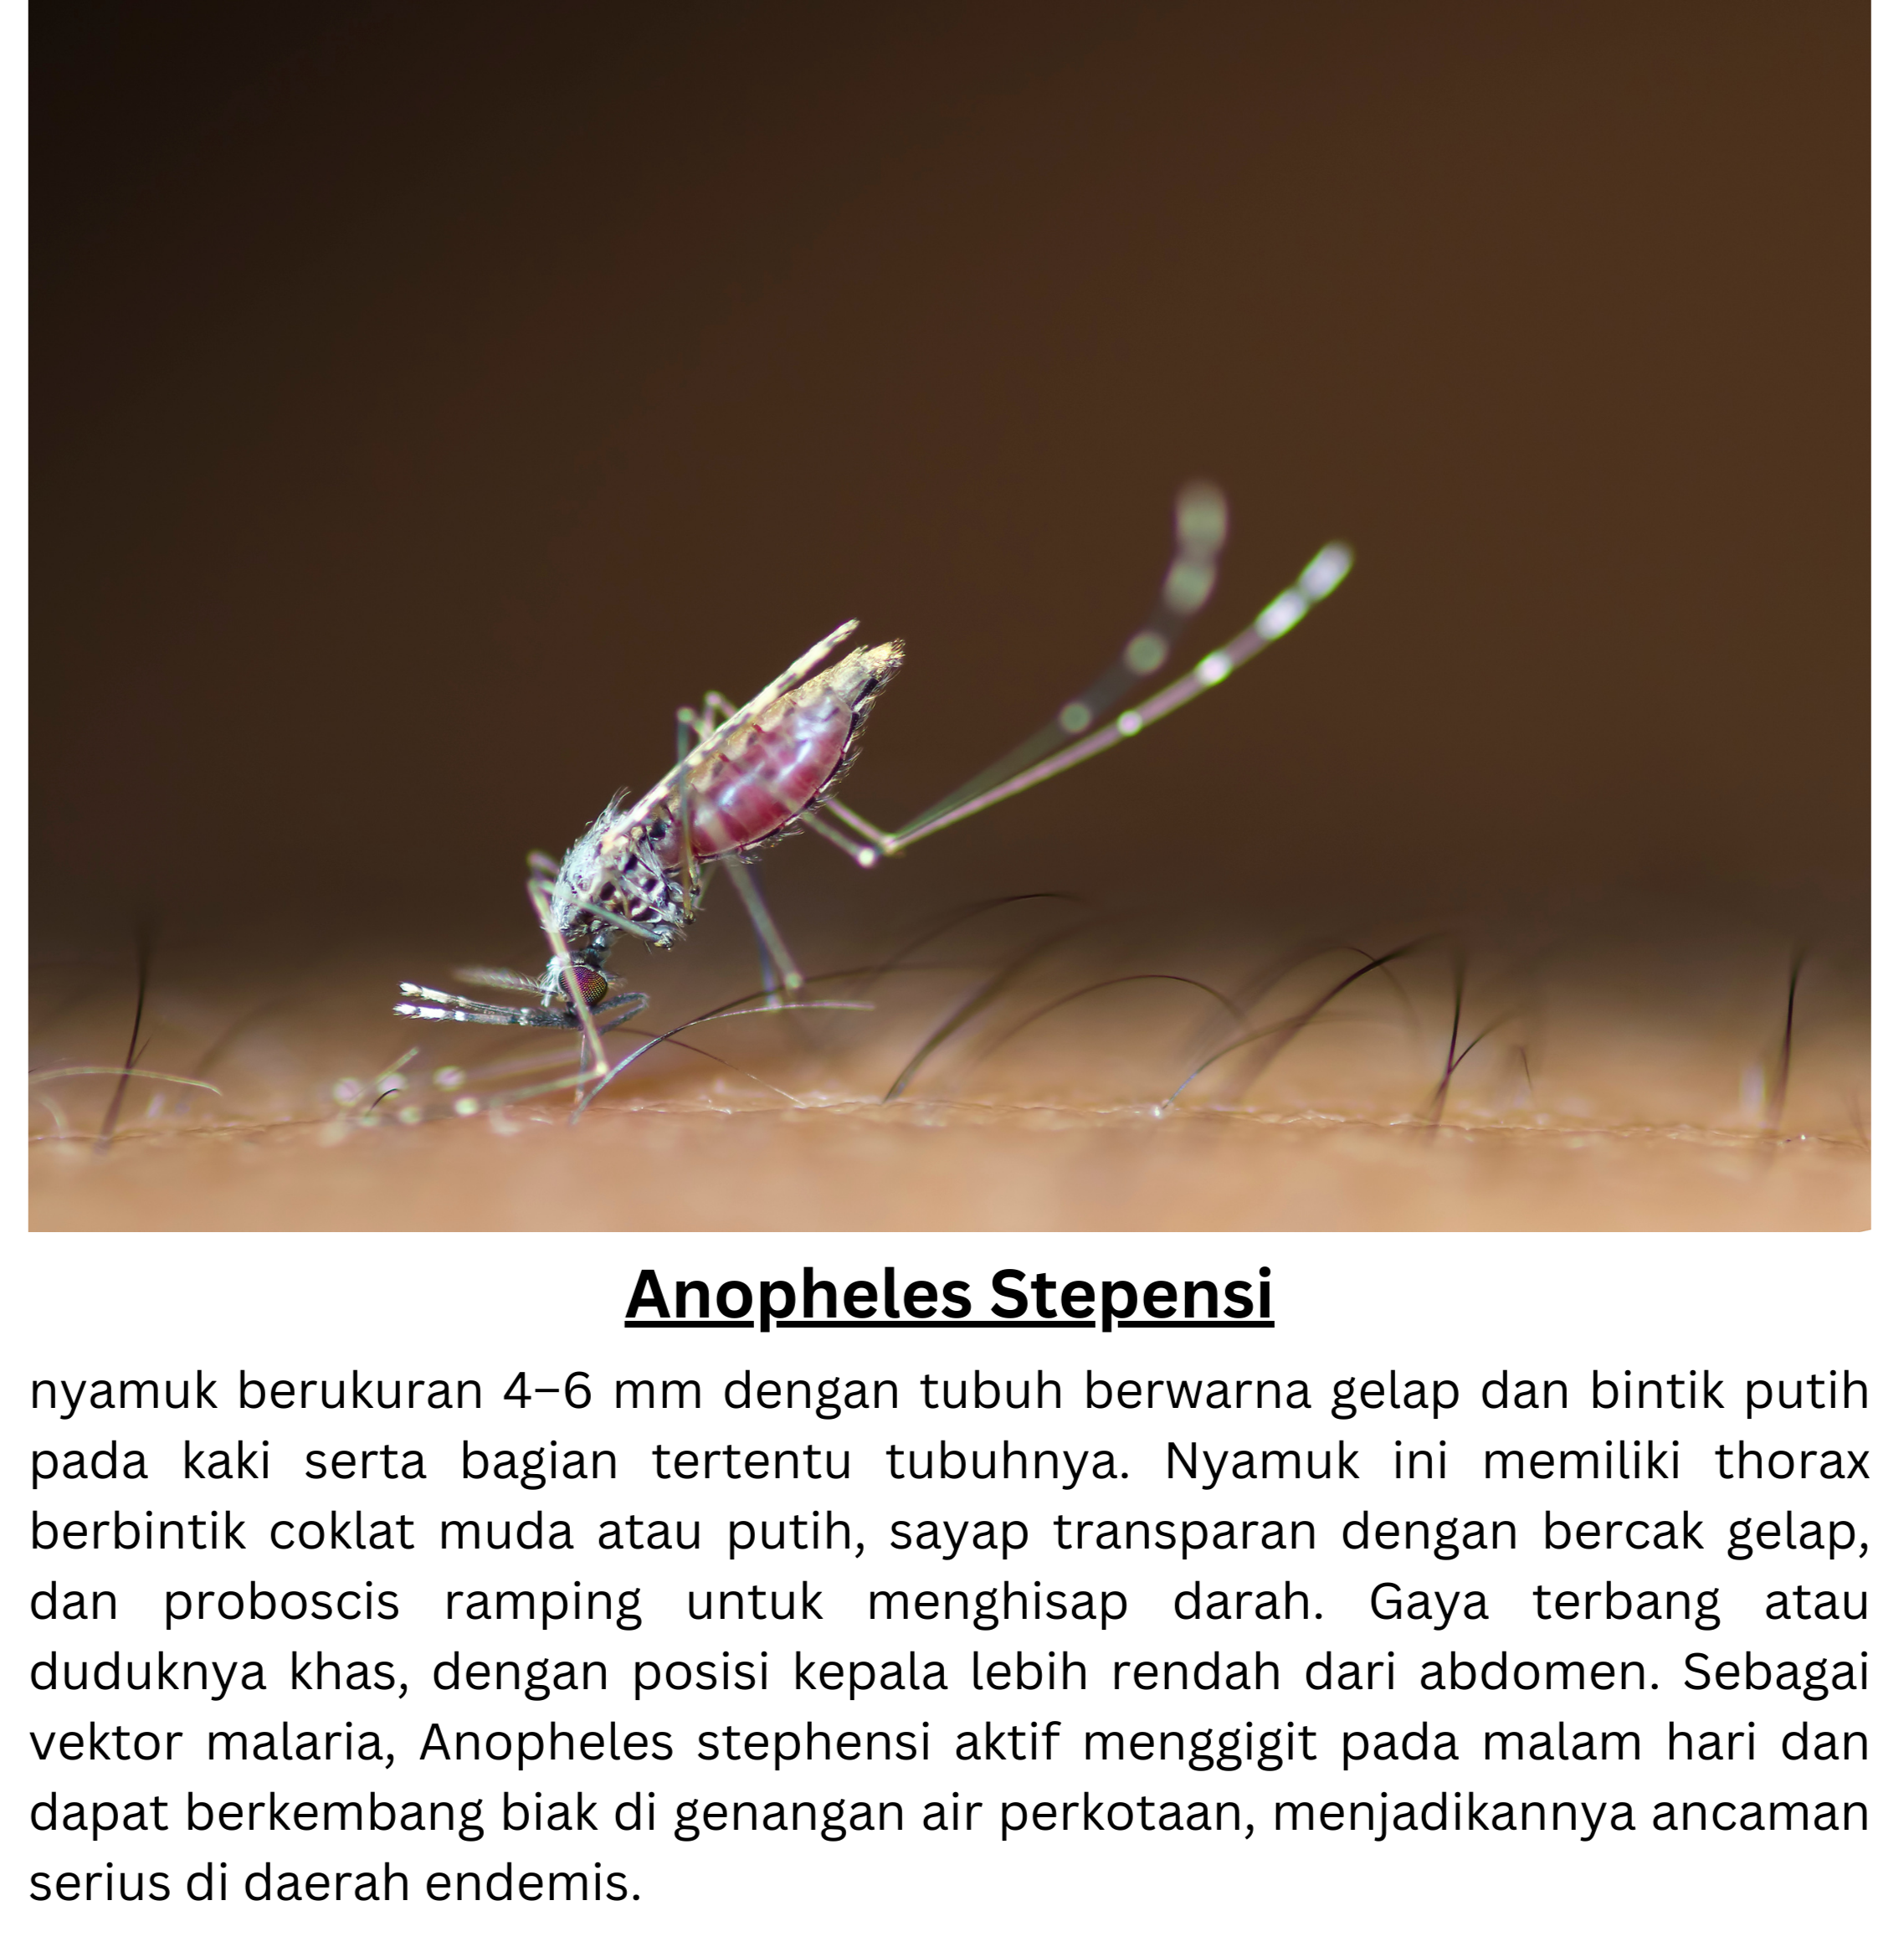 Anopheles Stepensi
nyamuk berukuran 4–6 mm dengan tubuh berwarna gelap dan bintik putih
pada kaki serta bagian tertentu tubuhnya. Nyamuk ini memiliki thorax
berbintik coklat muda atau putih, sayap transparan dengan bercak gelap,
dan proboscis ramping untuk menghisap darah. Gaya terbang atau
duduknya khas, dengan posisi kepala lebih rendah dari abdomen. Sebagai
vektor malaria, Anopheles stephensi aktif menggigit pada malam hari dan
dapat berkembang biak di genangan air perkotaan, menjadikannya ancaman
serius di daerah endemis.